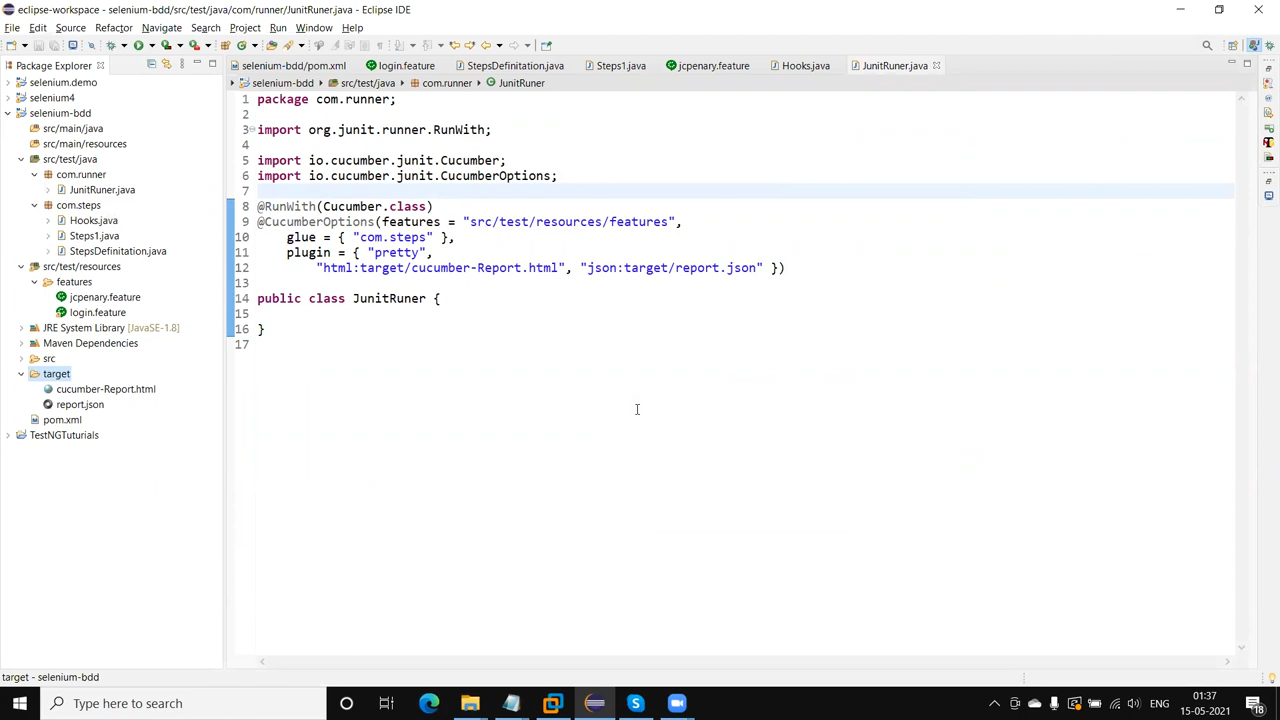 eclipse-workspace - selenium-bdd/src/test/java/com/runner/JunitRuner.java - Eclipse IDE
File Edit Source Refactor Navigate Search Project Run Window Help
Package Explorer
selenium.demo
selenium4
selenium-bdd
src/main/java
src/main/resources
src/test/java
com.runner
JunitRuner.java
com.steps
Hooks.java
Steps1.java
StepsDefinitation.java
src/test/resources
features
jcpenary.feature
login.feature
JRE System Library [JavaSE-1.8]
Maven Dependencies
src
target
cucumber-Report.html
report.json
pom.xml
TestNGTuturials
selenium-bdd/pom.xml login.feature StepsDefinitation.java Steps1.java jcpenary.feature Hooks.java JunitRuner.java
selenium-bdd src/test/java com.runner JunitRuner
1 package com.runner;
2
3 import org.junit.runner.RunWith;
4
5 import io.cucumber.junit.Cucumber;
6 import io.cucumber.junit.CucumberOptions;
7
8 @RunWith(Cucumber.class)
9 @CucumberOptions(features = "src/test/resources/features",
10 glue = { "com.steps" },
11 plugin = { "pretty",
12 "html:target/cucumber-Report.html", "json:target/report.json" })
13
14 public class JunitRuner {
15
16 }
17
target - selenium-bdd
Type here to search
ENG
01:37
15-05-2021
18